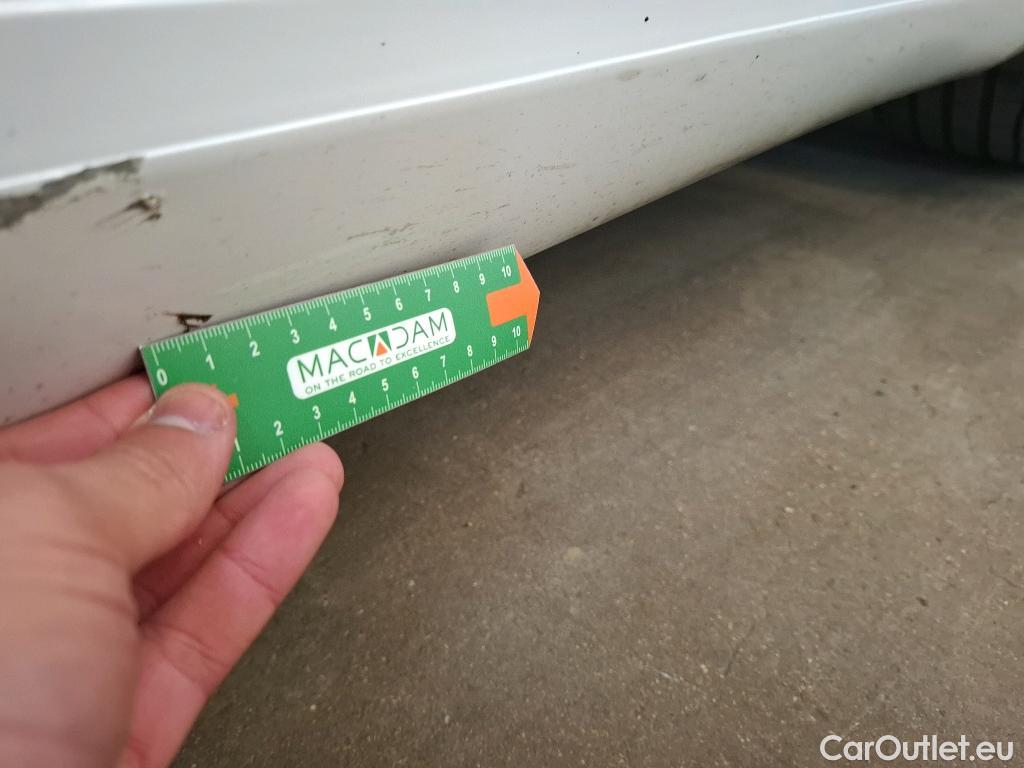 0 1 2 3 4 5 6 7 8 9 10
MACADAM
ON THE ROAD TO EXCELLENCE
1 2 3 4 5 6 7 8 9 10
CarOutlet.eu